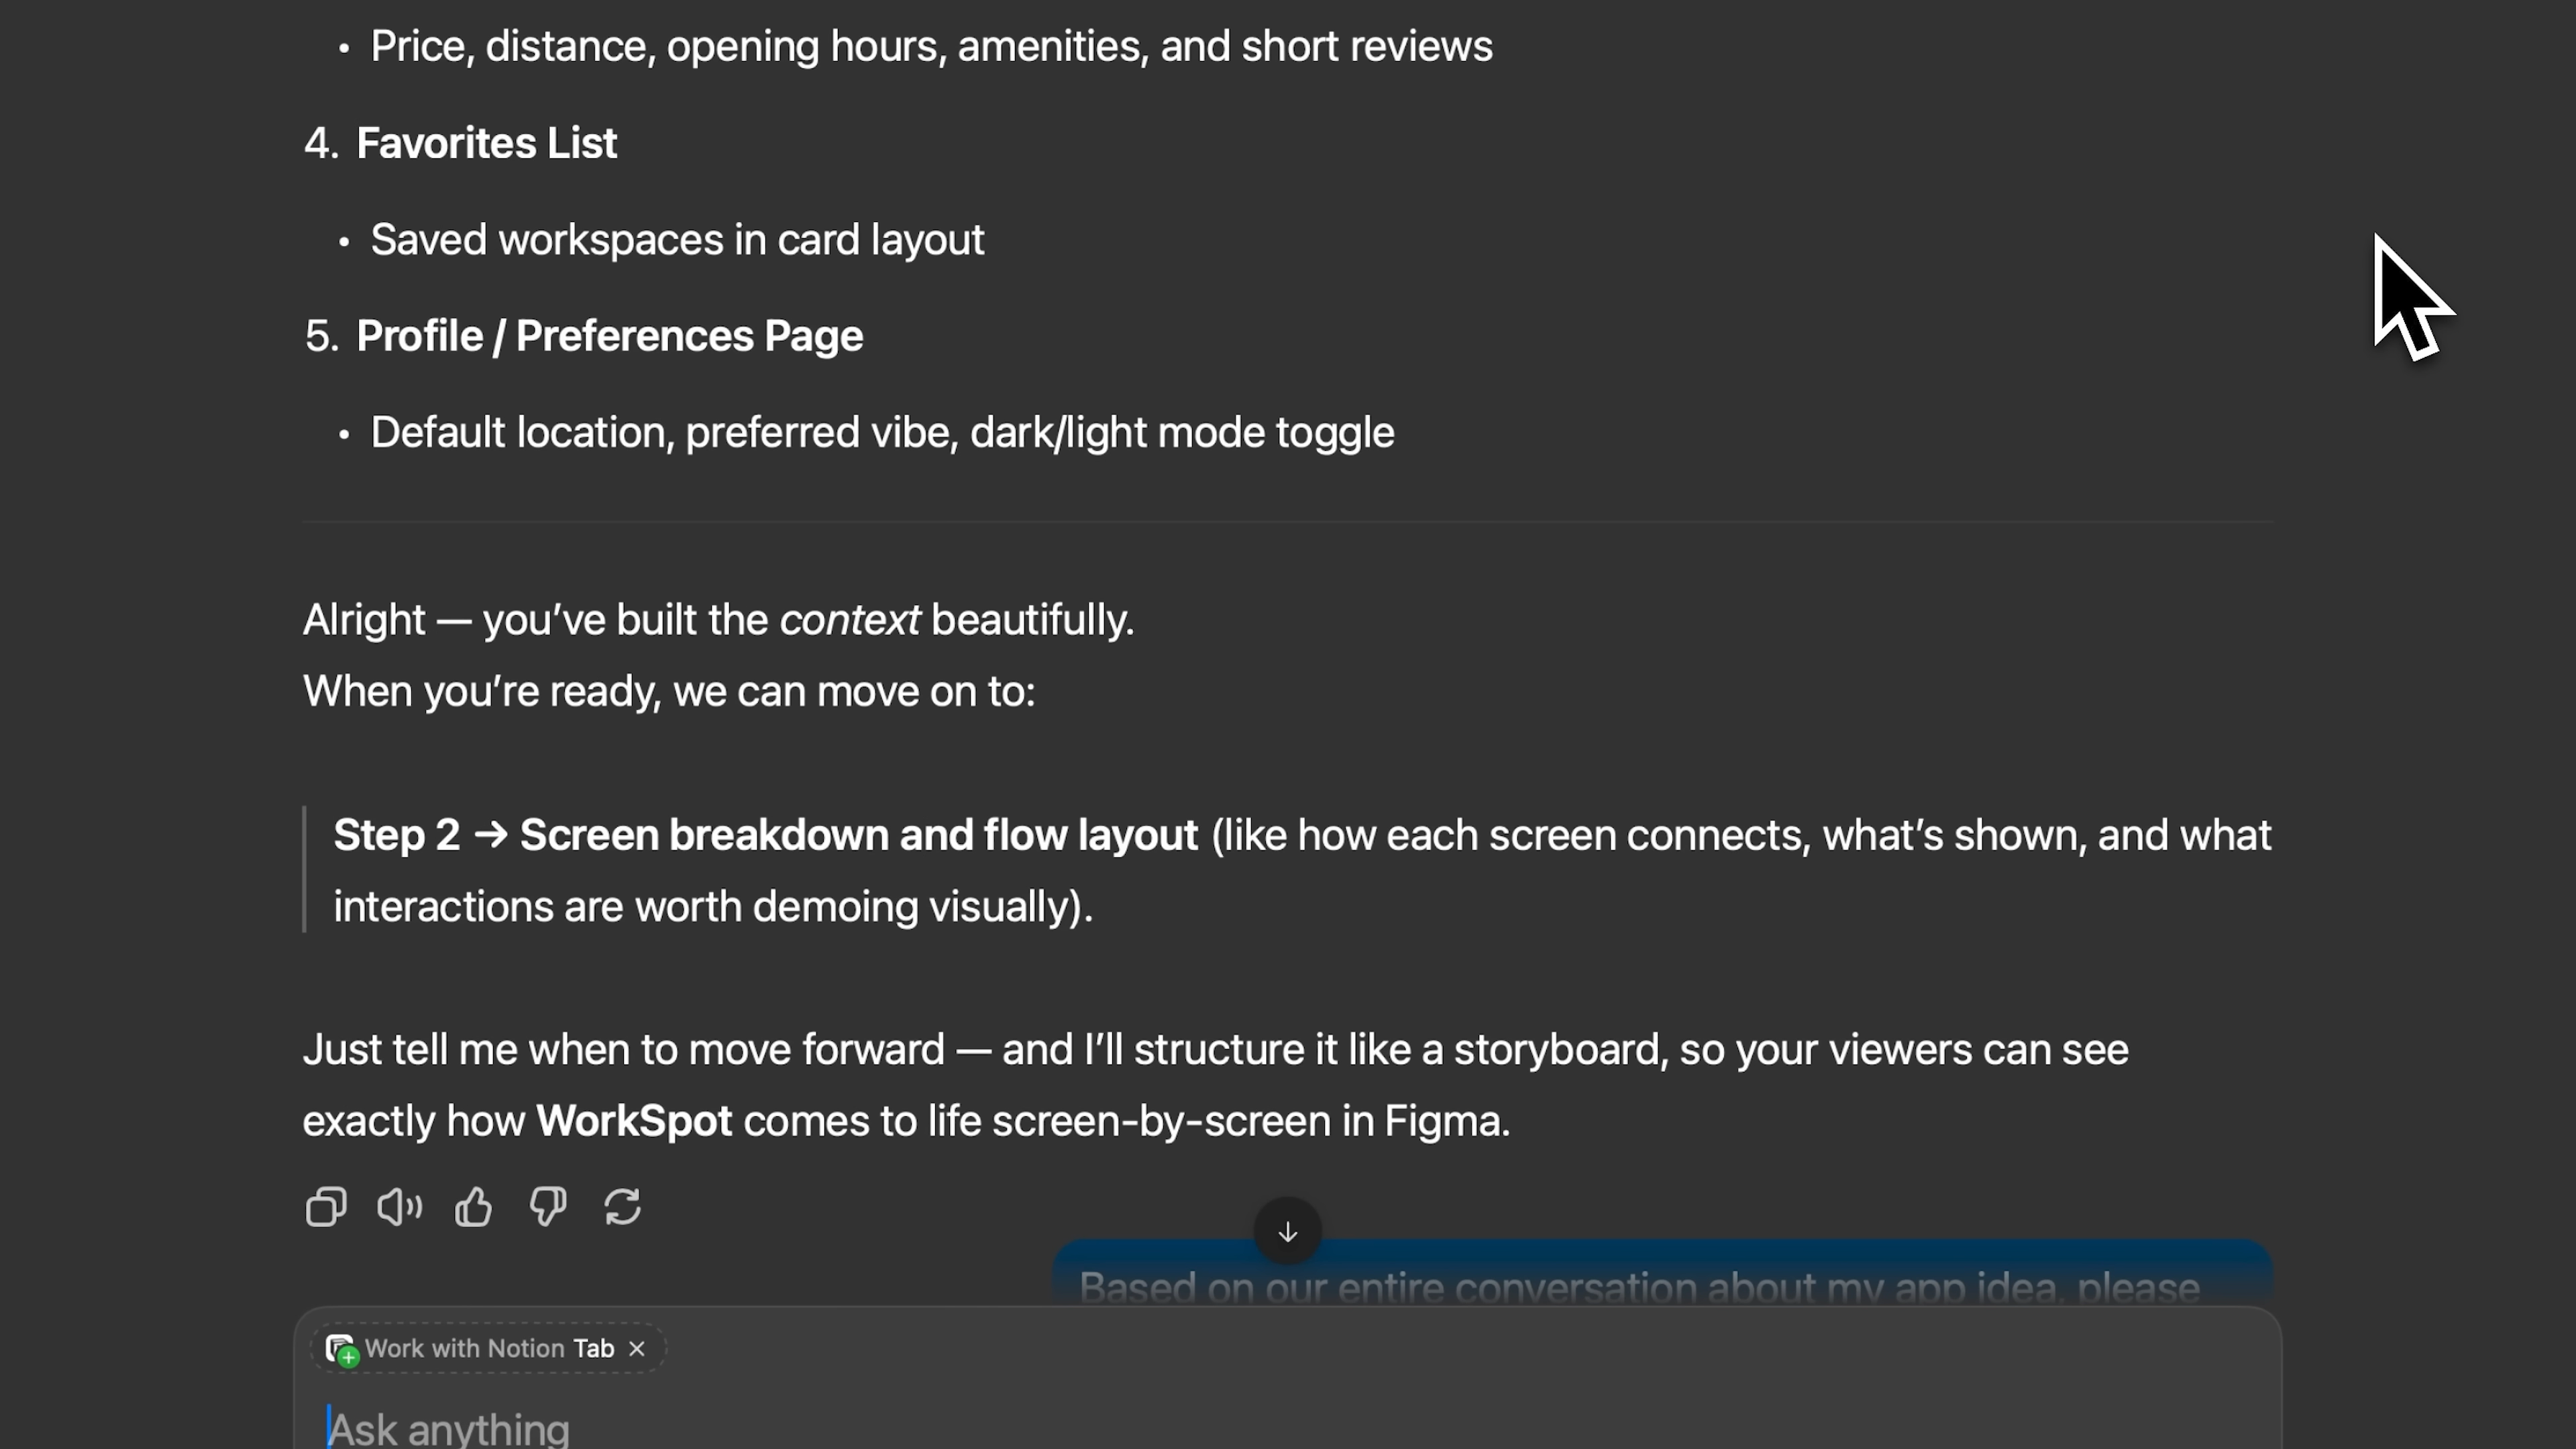 • Price, distance, opening hours, amenities, and short reviews
4. Favorites List
• Saved workspaces in card layout
5. Profile / Preferences Page
• Default location, preferred vibe, dark/light mode toggle
Alright — you’ve built the context beautifully.
When you’re ready, we can move on to:
Step 2 → Screen breakdown and flow layout (like how each screen connects, what’s shown, and what
interactions are worth demoing visually).
Just tell me when to move forward — and I’ll structure it like a storyboard, so your viewers can see
exactly how WorkSpot comes to life screen-by-screen in Figma.
Based on our entire conversation about my app idea, please
Work with Notion Tab ×
Ask anything